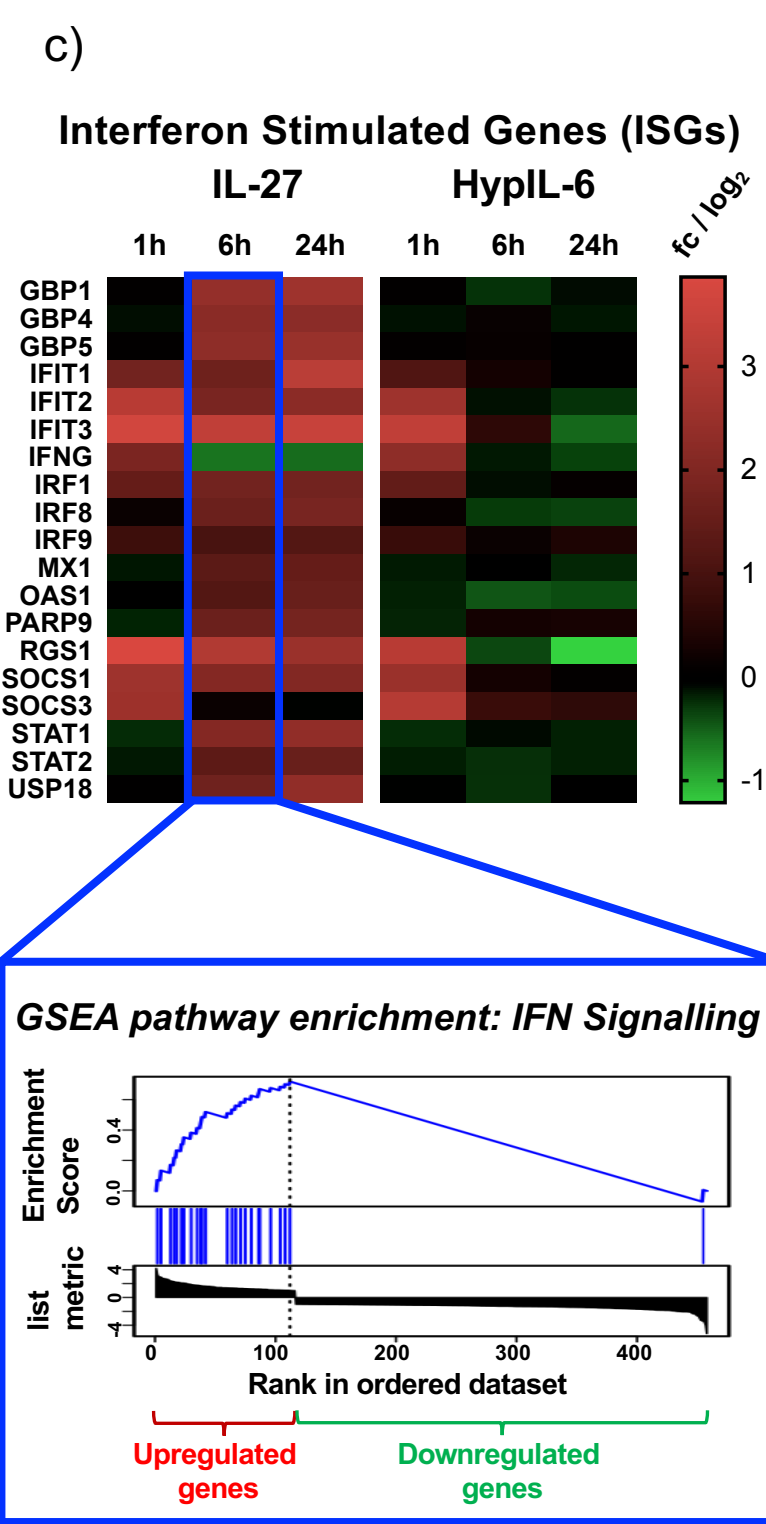 c)
Interferon Stimulated Genes (ISGs)
IL-27 HypIL-6
fc / log₂
1h 6h 24h 1h 6h 24h
GBP1
GBP4
GBP5
IFIT1
IFIT2
IFIT3
IFNG
IRF1
IRF8
IRF9
MX1
OAS1
PARP9
RGS1
SOCS1
SOCS3
STAT1
STAT2
USP18
3
2
1
0
-1
GSEA pathway enrichment: IFN Signalling
Enrichment
Score
0.4
0.0
list
metric
4
0
-4
0 100 200 300 400
Rank in ordered dataset
Upregulated
genes
Downregulated
genes